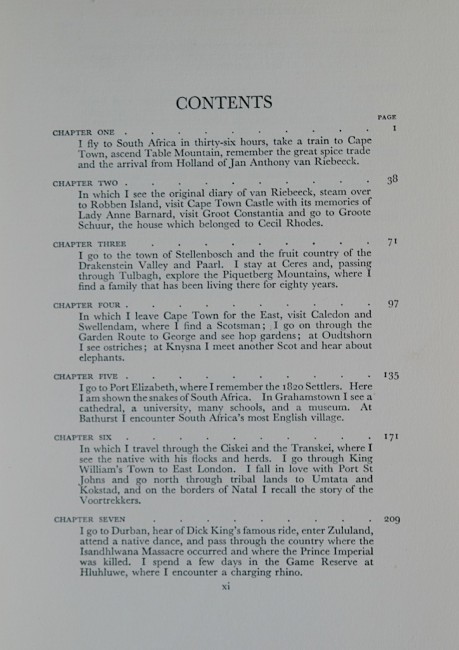 CONTENTS
PAGE
CHAPTER ONE . . . . . . . . . . 1
I fly to South Africa in thirty-six hours, take a train to Cape
Town, ascend Table Mountain, remember the great spice trade
and the arrival from Holland of Jan Anthony van Riebeeck.
CHAPTER TWO . . . . . . . . . . 38
In which I see the original diary of van Riebeeck, steam over
to Robben Island, visit Cape Town Castle with its memories of
Lady Anne Barnard, visit Groot Constantia and go to Groote
Schuur, the house which belonged to Cecil Rhodes.
CHAPTER THREE . . . . . . . . . 71
I go to the town of Stellenbosch and the fruit country of the
Drakenstein Valley and Paarl. I stay at Ceres and, passing
through Tulbagh, explore the Piquetberg Mountains, where I
find a family that has been living there for eighty years.
CHAPTER FOUR . . . . . . . . . . 97
In which I leave Cape Town for the East, visit Caledon and
Swellendam, where I find a Scotsman; I go on through the
Garden Route to George and see hop gardens; at Oudtshorn
I see ostriches; at Knysna I meet another Scot and hear about
elephants.
CHAPTER FIVE . . . . . . . . . . 135
I go to Port Elizabeth, where I remember the 1820 Settlers. Here
I am shown the snakes of South Africa. In Grahamstown I see a
cathedral, a university, many schools, and a museum. At
Bathurst I encounter South Africa's most English village.
CHAPTER SIX . . . . . . . . . . 171
In which I travel through the Ciskei and the Transkei, where I
see the native with his flocks and herds. I go through King
William's Town to East London. I fall in love with Port St
Johns and go north through tribal lands to Umtata and
Kokstad, and on the borders of Natal I recall the story of the
Voortrekkers.
CHAPTER SEVEN . . . . . . . . . 209
I go to Durban, hear of Dick King's famous ride, enter Zululand,
attend a native dance, and pass through the country where the
Isandhlwana Massacre occurred and where the Prince Imperial
was killed. I spend a few days in the Game Reserve at
Hluhluwe, where I encounter a charging rhino.
xi